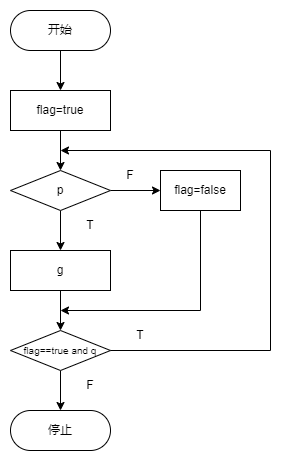 开始
flag=true
p
F
flag=false
T
g
T
flag==true and q
F
停止